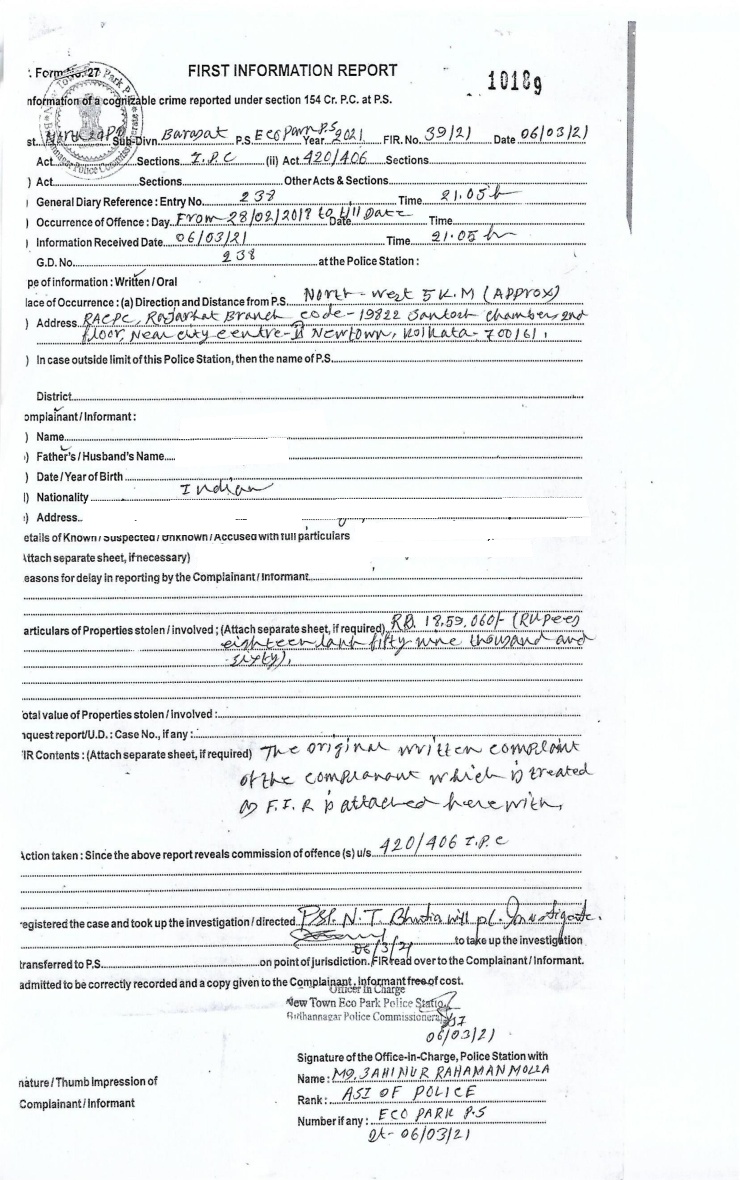 . Form No. 27
FIRST INFORMATION REPORT
10189
nformation of a cognizable crime reported under section 154 Cr. P.C. at P.S.
st. Sub-Divn. Barasat P.S. ECO Park P.S Year 2021 FIR. No. 39/21 Date 06/03/21
Act Sections. I.P.C (ii) Act. 420/406 Sections
) Act Sections Other Acts & Sections
) General Diary Reference : Entry No. 238 Time 21.05 h
) Occurrence of Offence : Day. From 28/02/2018 to till Date Date Time
) Information Received Date 06/03/21 Time 21.05 hr
G.D. No. 238 at the Police Station :
pe of information : Written / Oral
lace of Occurrence : (a) Direction and Distance from P.S. North - West 5 K.M (Approx)
) Address RACPC, Rajarhat Branch code - 19822 Santosh Chambers 2nd
floor, Near city centre - II Newtown, Kolkata - 700161.
) In case outside limit of this Police Station, then the name of P.S.
District
omplainant / Informant :
) Name
) Father's / Husband's Name
) Date / Year of Birth
l) Nationality Indian
) Address
etails of Known / Suspected / Unknown / Accused with full particulars
Attach separate sheet, if necessary)
easons for delay in reporting by the Complainant / Informant
articulars of Properties stolen / involved ; (Attach separate sheet, if required) RS. 18,59,060/- (Rupees
eighteen lakh fifty nine thousand and
sixty).
otal value of Properties stolen / involved :
nquest report/U.D. : Case No., if any :
IR Contents : (Attach separate sheet, if required) The original written complaint
of the complanant which is treated
as F.I.R is attached herewith,
Action taken : Since the above report reveals commission of offence (s) u/s. 420/406 I.P.C
egistered the case and took up the investigation / directed PSI. N. T. Bhutia will pl. Investigate.
06/3/21 to take up the investigation
transferred to P.S. on point of jurisdiction. FIR read over to the Complainant / Informant.
admitted to be correctly recorded and a copy given to the Complainant, Informant free of cost.
Officer In Charge
New Town Eco Park Police Station
Bidhannagar Police Commissionerate
06/03/21
Signature of the Office-In-Charge, Police Station with
nature / Thumb Impression of
Name : MD. JAHINUR RAHAMAN MOLLA
Complainant / Informant
Rank : ASI OF POLICE
Number if any : ECO PARK P.S
Dt- 06/03/21